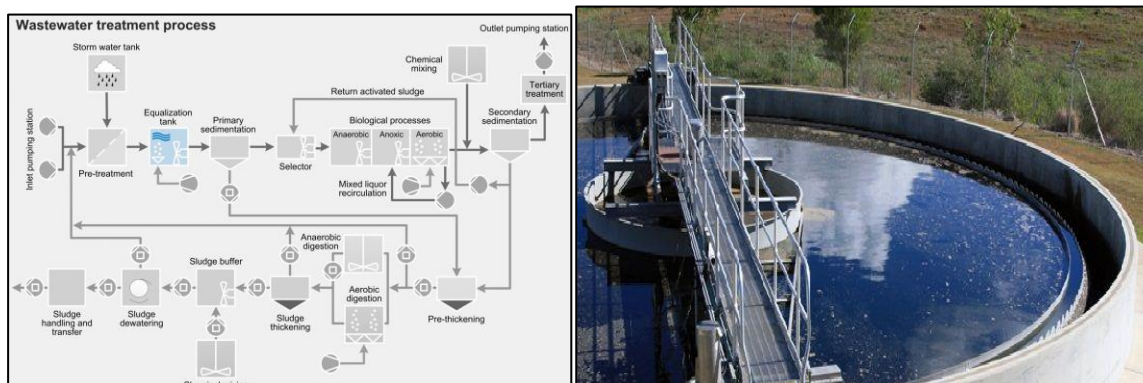 Wastewater treatment process
Storm water tank
Outlet pumping station
Chemical mixing
Tertiary treatment
Return activated sludge
Equalization tank
Primary sedimentation
Biological processes
Secondary sedimentation
Anaerobic
Anoxic
Aerobic
Inlet pumping station
Pre-treatment
Selector
Mixed liquor recirculation
Anaerobic digestion
Sludge buffer
Aerobic digestion
Sludge handling and transfer
Sludge dewatering
Sludge thickening
Pre-thickening